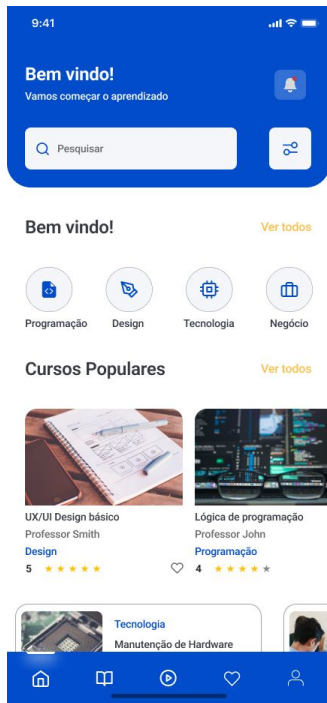 9:41
Bem vindo!
Vamos começar o aprendizado
Pesquisar
Bem vindo!
Ver todos
Programação
Design
Tecnologia
Negócio
Cursos Populares
Ver todos
UX/UI Design básico
Professor Smith
Design
5
Lógica de programação
Professor John
Programação
4
Tecnologia
Manutenção de Hardware